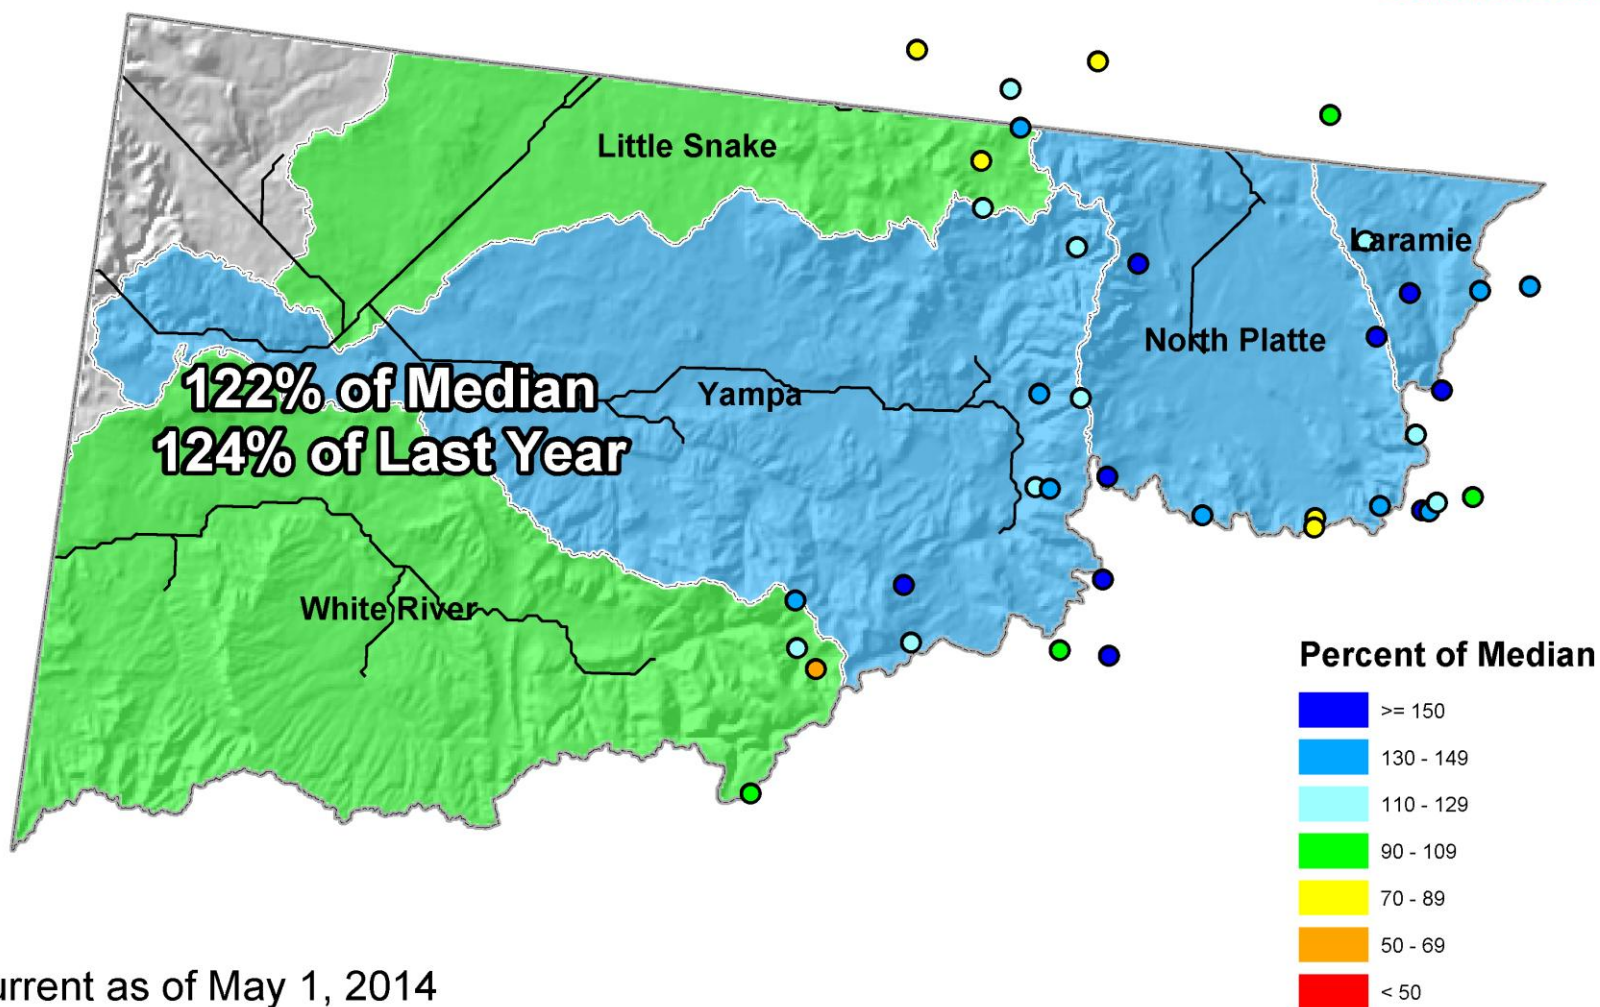 Little Snake
Laramie
North Platte
122% of Median
124% of Last Year
Yampa
White River
Percent of Median
>= 150
130 - 149
110 - 129
90 - 109
70 - 89
50 - 69
< 50
urrent as of May 1, 2014